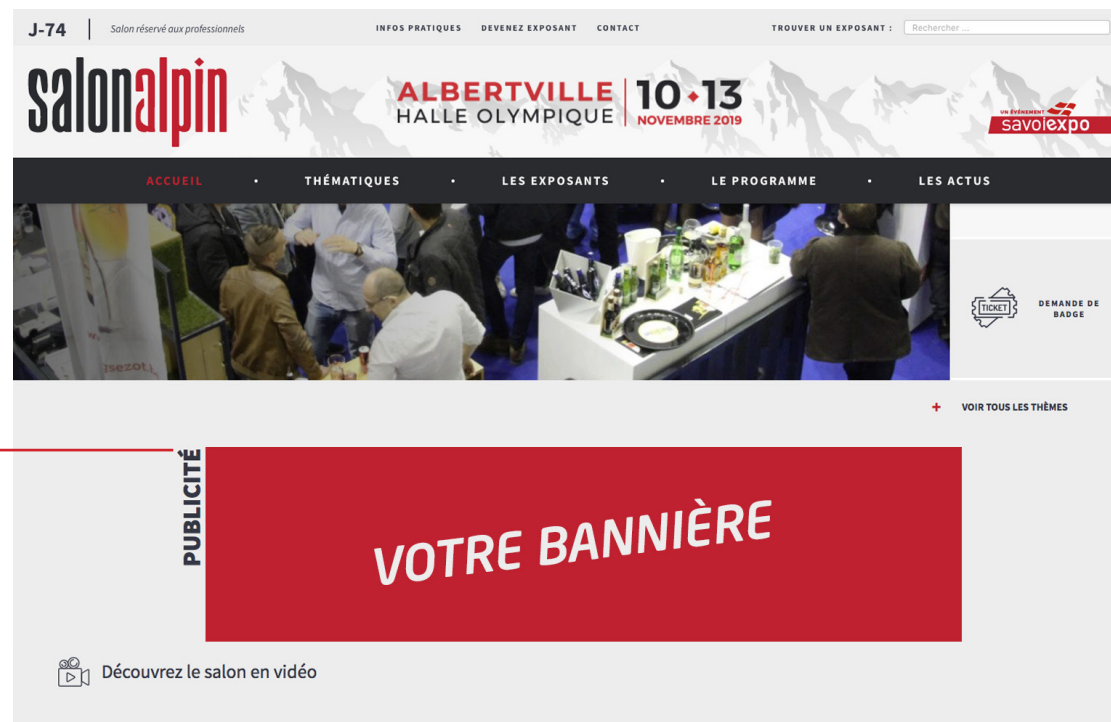 J-74
Salon réservé aux professionnels
INFOS PRATIQUES
DEVENEZ EXPOSANT
CONTACT
TROUVER UN EXPOSANT :
Rechercher ...
salonalpin
ALBERTVILLE
HALLE OLYMPIQUE
10 • 13
NOVEMBRE 2019
UN ÉVÉNEMENT
savoiexpo
ACCUEIL
THÉMATIQUES
LES EXPOSANTS
LE PROGRAMME
LES ACTUS
TICKET
DEMANDE DE
BADGE
+ VOIR TOUS LES THÈMES
PUBLICITÉ
VOTRE BANNIÈRE
Découvrez le salon en vidéo